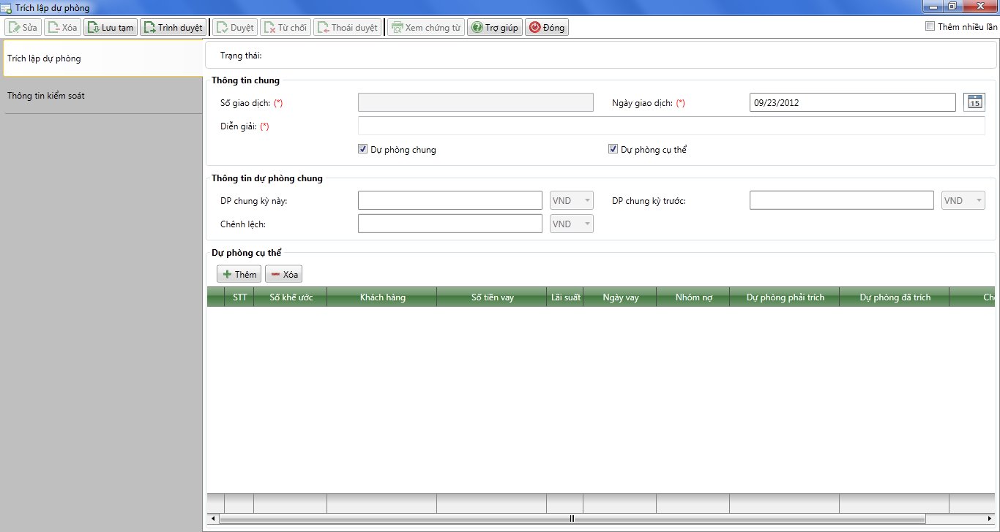 Trích lập dự phòng
Sửa Xóa Lưu tạm Trình duyệt Duyệt Từ chối Thoái duyệt Xem chứng từ Trợ giúp Đóng Thêm nhiều lần
Trích lập dự phòng
Thông tin kiểm soát
Trạng thái:
Thông tin chung
Số giao dịch: (*) Ngày giao dịch: (*) 09/23/2012 15
Diễn giải: (*)
Dự phòng chung Dự phòng cụ thể
Thông tin dự phòng chung
DP chung kỳ này: VND DP chung kỳ trước: VND
Chênh lệch: VND
Dự phòng cụ thể
Thêm Xóa
STT Số khế ước Khách hàng Số tiền vay Lãi suất Ngày vay Nhóm nợ Dự phòng phải trích Dự phòng đã trích